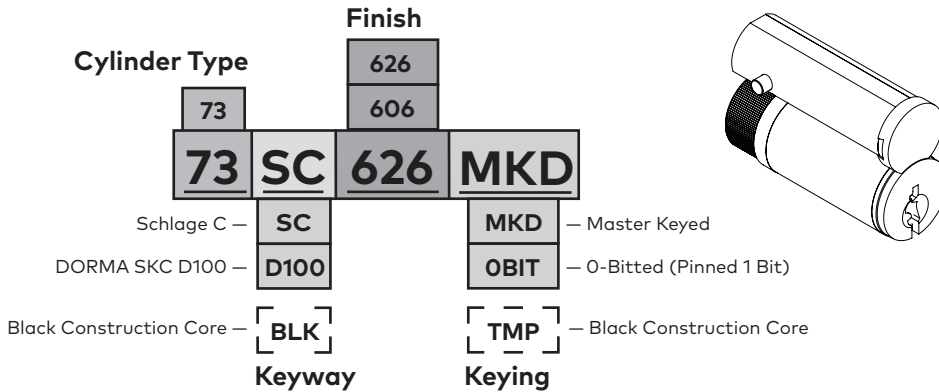 Finish
626
Cylinder Type
606
73
73 SC 626 MKD
Schlage C – SC
MKD – Master Keyed
DORMA SKC D100 – D100
0BIT – 0-Bitted (Pinned 1 Bit)
Black Construction Core – BLK
TMP – Black Construction Core
Keyway
Keying